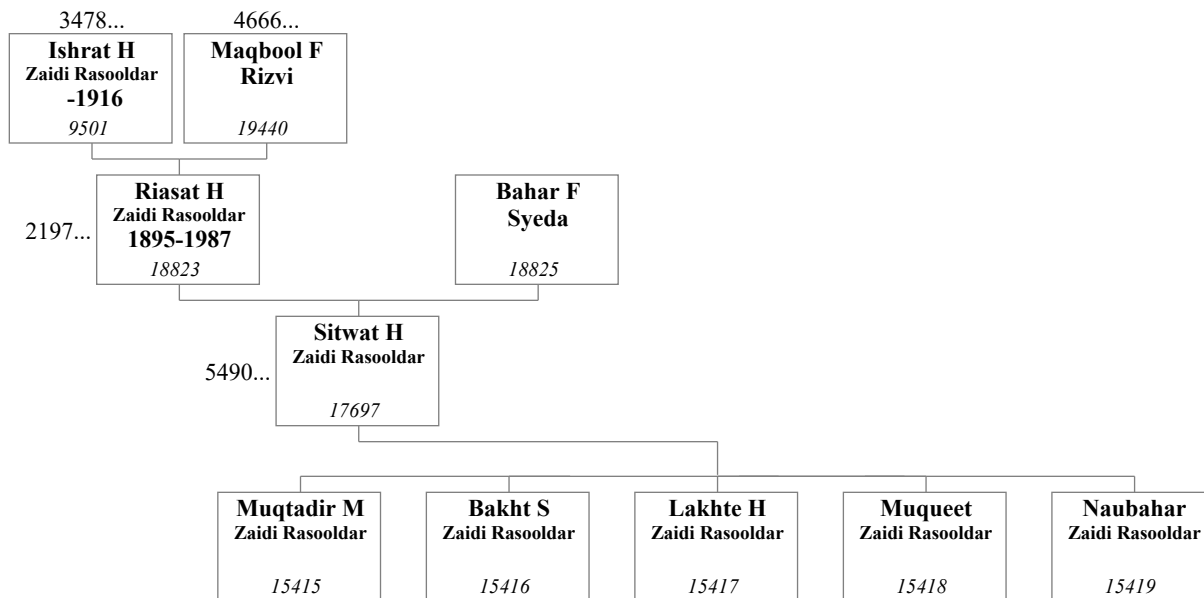 3478...
4666...
Ishrat H
Zaidi Rasooldar
-1916
9501
Maqbool F
Rizvi
19440
2197...
Riasat H
Zaidi Rasooldar
1895-1987
18823
Bahar F
Syeda
18825
5490...
Sitwat H
Zaidi Rasooldar
17697
Muqtadir M
Zaidi Rasooldar
15415
Bakht S
Zaidi Rasooldar
15416
Lakhte H
Zaidi Rasooldar
15417
Muqueet
Zaidi Rasooldar
15418
Naubahar
Zaidi Rasooldar
15419